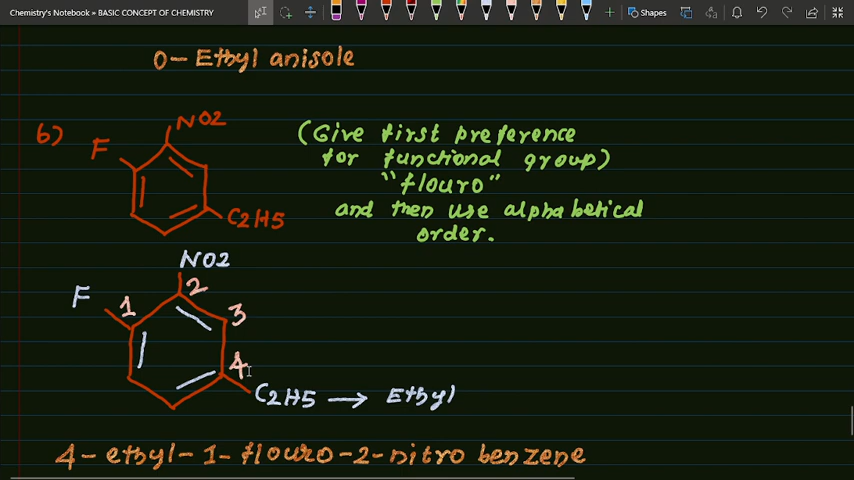 Chemistry's Notebook » BASIC CONCEPT OF CHEMISTRY
Shapes
O- Ethyl anisole
6)
NO2
F
C2H5
(Give first preference
for functional group)
"flouro"
and then use alphabetical
order.
NO2
F
1
2
3
4
C2H5 → Ethyl
4- ethyl-1- flouro-2-nitro benzene